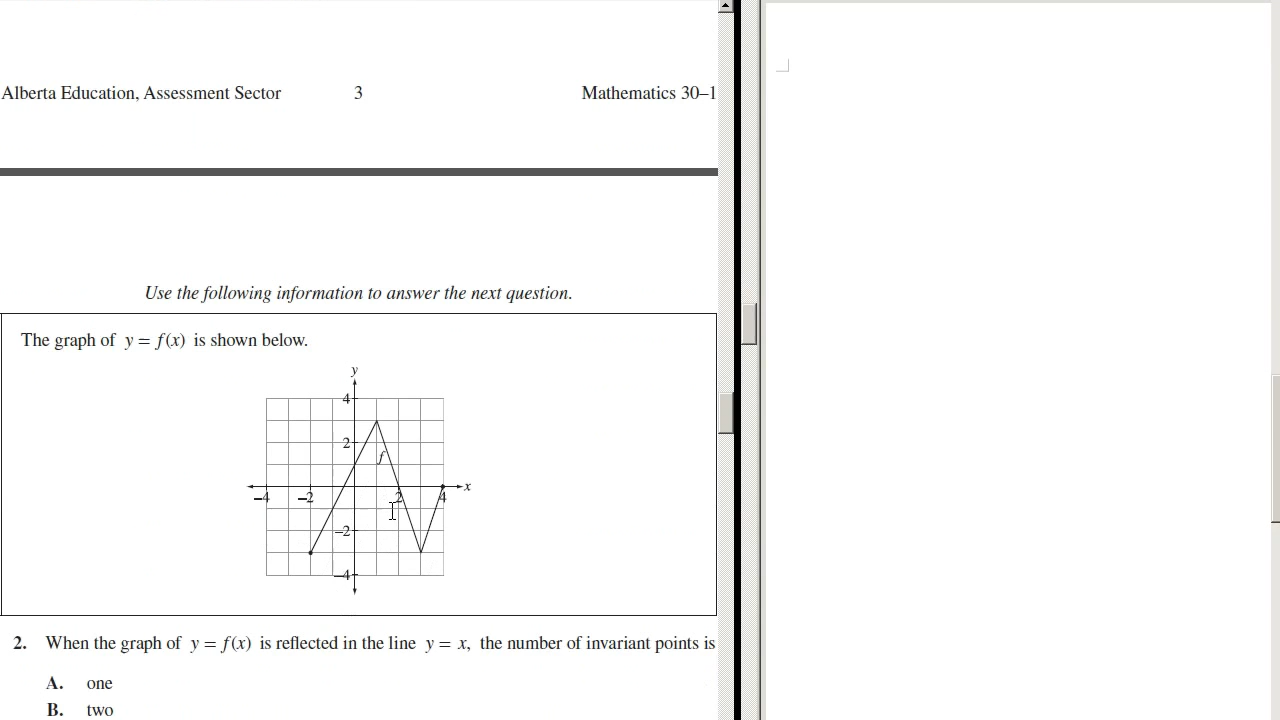 Alberta Education, Assessment Sector 3 Mathematics 30–1
Use the following information to answer the next question.
The graph of y = f(x) is shown below.
y
4
2
f
–4 –2 2 4 x
–2
–4
2. When the graph of y = f(x) is reflected in the line y = x, the number of invariant points is
A. one
B. two